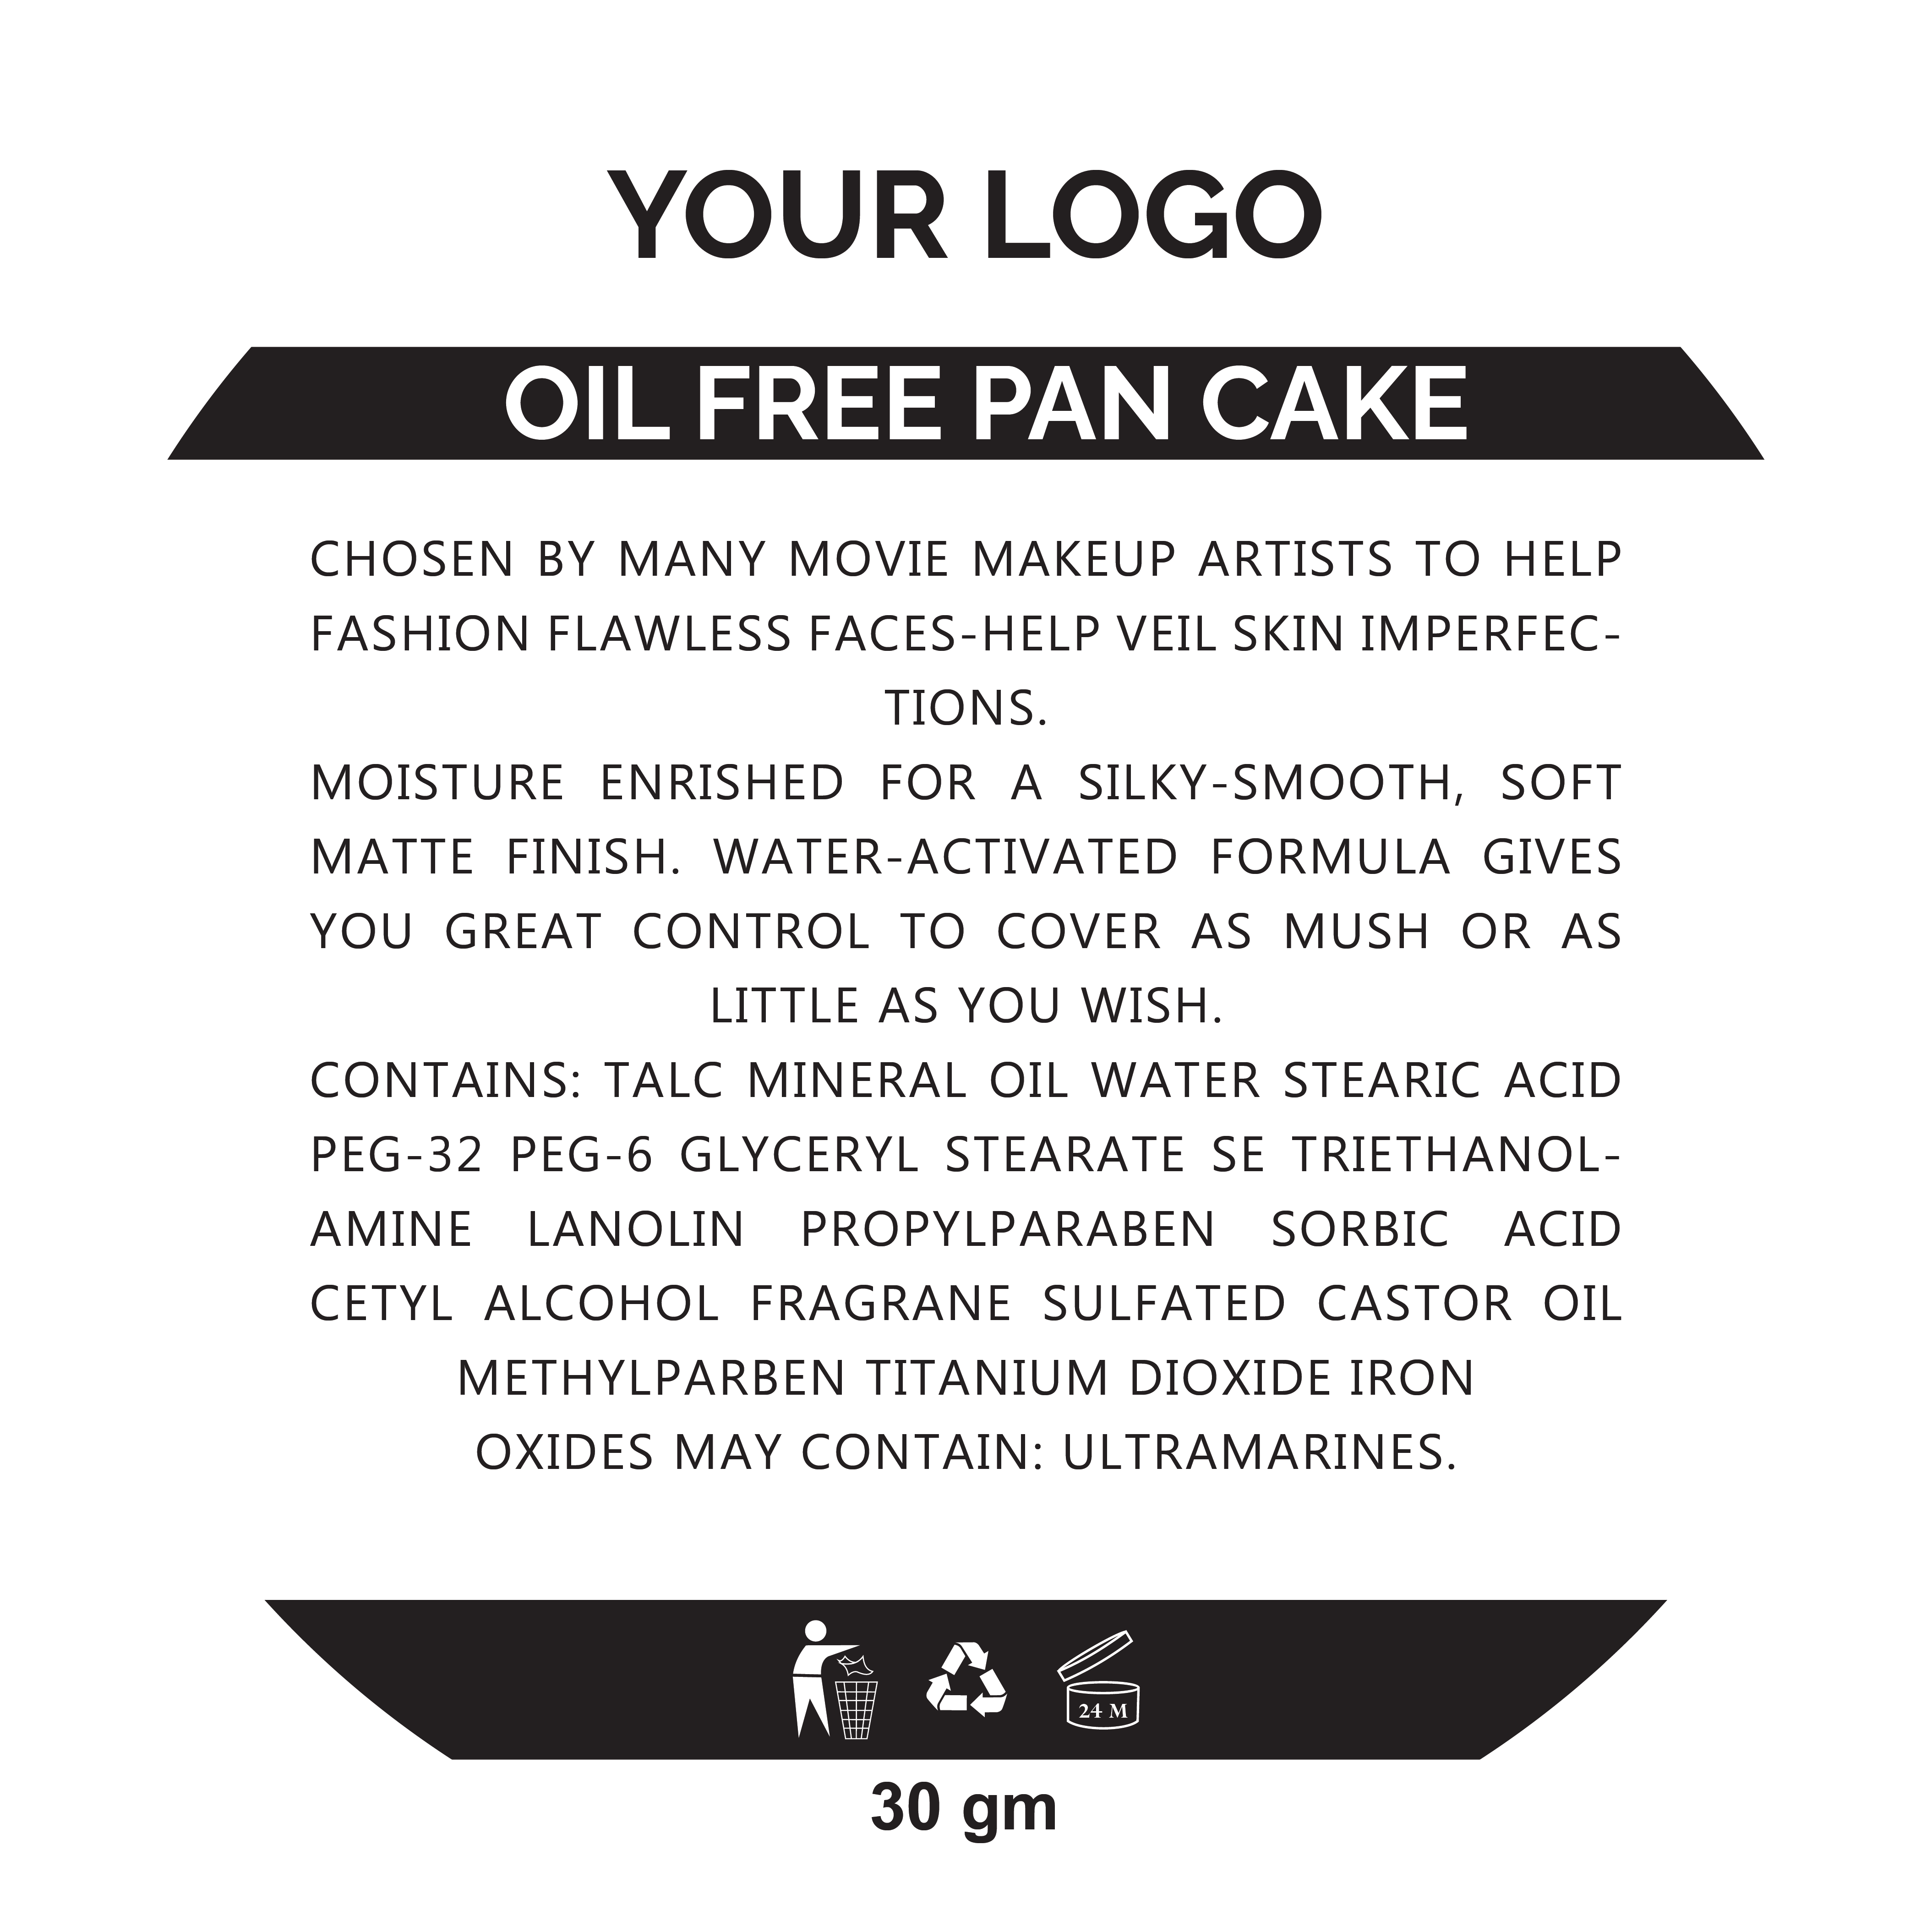 YOUR LOGO
OIL FREE PAN CAKE
CHOSEN BY MANY MOVIE MAKEUP ARTISTS TO HELP
FASHION FLAWLESS FACES-HELP VEIL SKIN IMPERFEC-
TIONS.
MOISTURE ENRISHED FOR A SILKY-SMOOTH, SOFT
MATTE FINISH. WATER-ACTIVATED FORMULA GIVES
YOU GREAT CONTROL TO COVER AS MUSH OR AS
LITTLE AS YOU WISH.
CONTAINS: TALC MINERAL OIL WATER STEARIC ACID
PEG-32 PEG-6 GLYCERYL STEARATE SE TRIETHANOL-
AMINE LANOLIN PROPYLPARABEN SORBIC ACID
CETYL ALCOHOL FRAGRANE SULFATED CASTOR OIL
METHYLPARBEN TITANIUM DIOXIDE IRON
OXIDES MAY CONTAIN: ULTRAMARINES.
24 M
30 gm